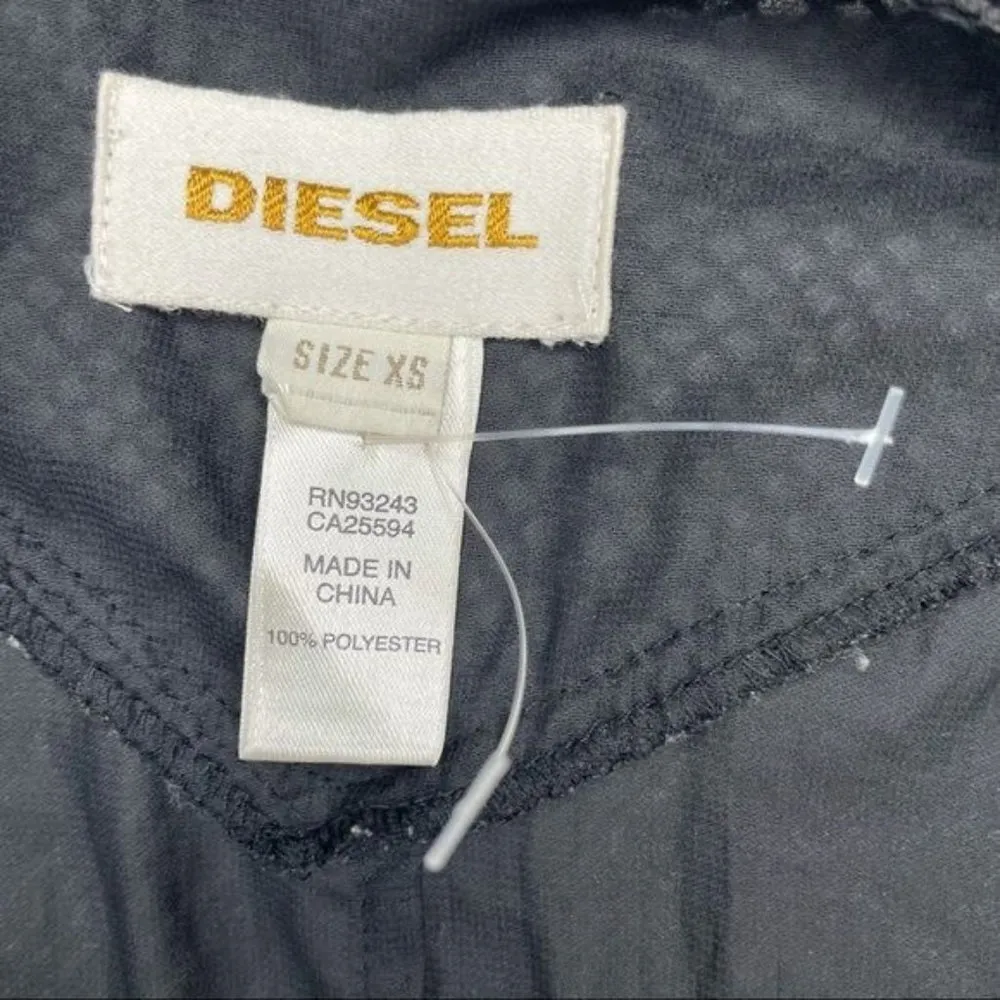 DIESEL
SIZE XS
RN93243
CA25594
MADE IN
CHINA
100% POLYESTER